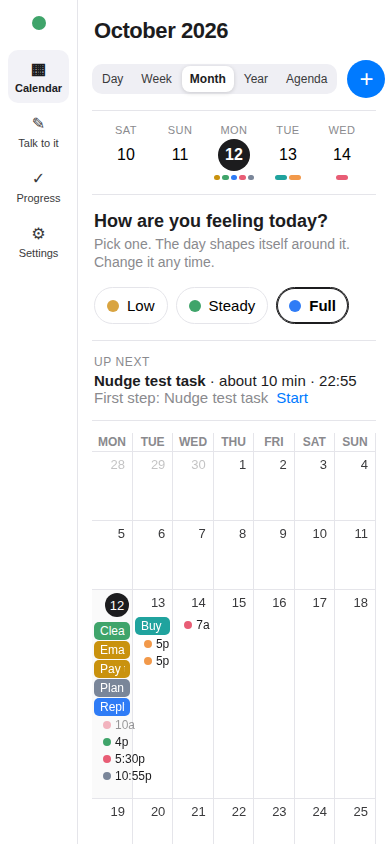 October 2026
Calendar
Talk to it
Progress
Settings
Day Week Month Year Agenda +
SAT SUN MON TUE WED
10 11 12 13 14
How are you feeling today?
Pick one. The day shapes itself around it.
Change it any time.
Low Steady Full
UP NEXT
Nudge test task · about 10 min · 22:55
First step: Nudge test task Start
MON TUE WED THU FRI SAT SUN
28 29 30 1 2 3 4
5 6 7 8 9 10 11
12 13 14 15 16 17 18
Clea
Ema
Pay
Plan
Repl
10a
4p
5:30p
10:55p
Buy
5p
5p
7a
19 20 21 22 23 24 25